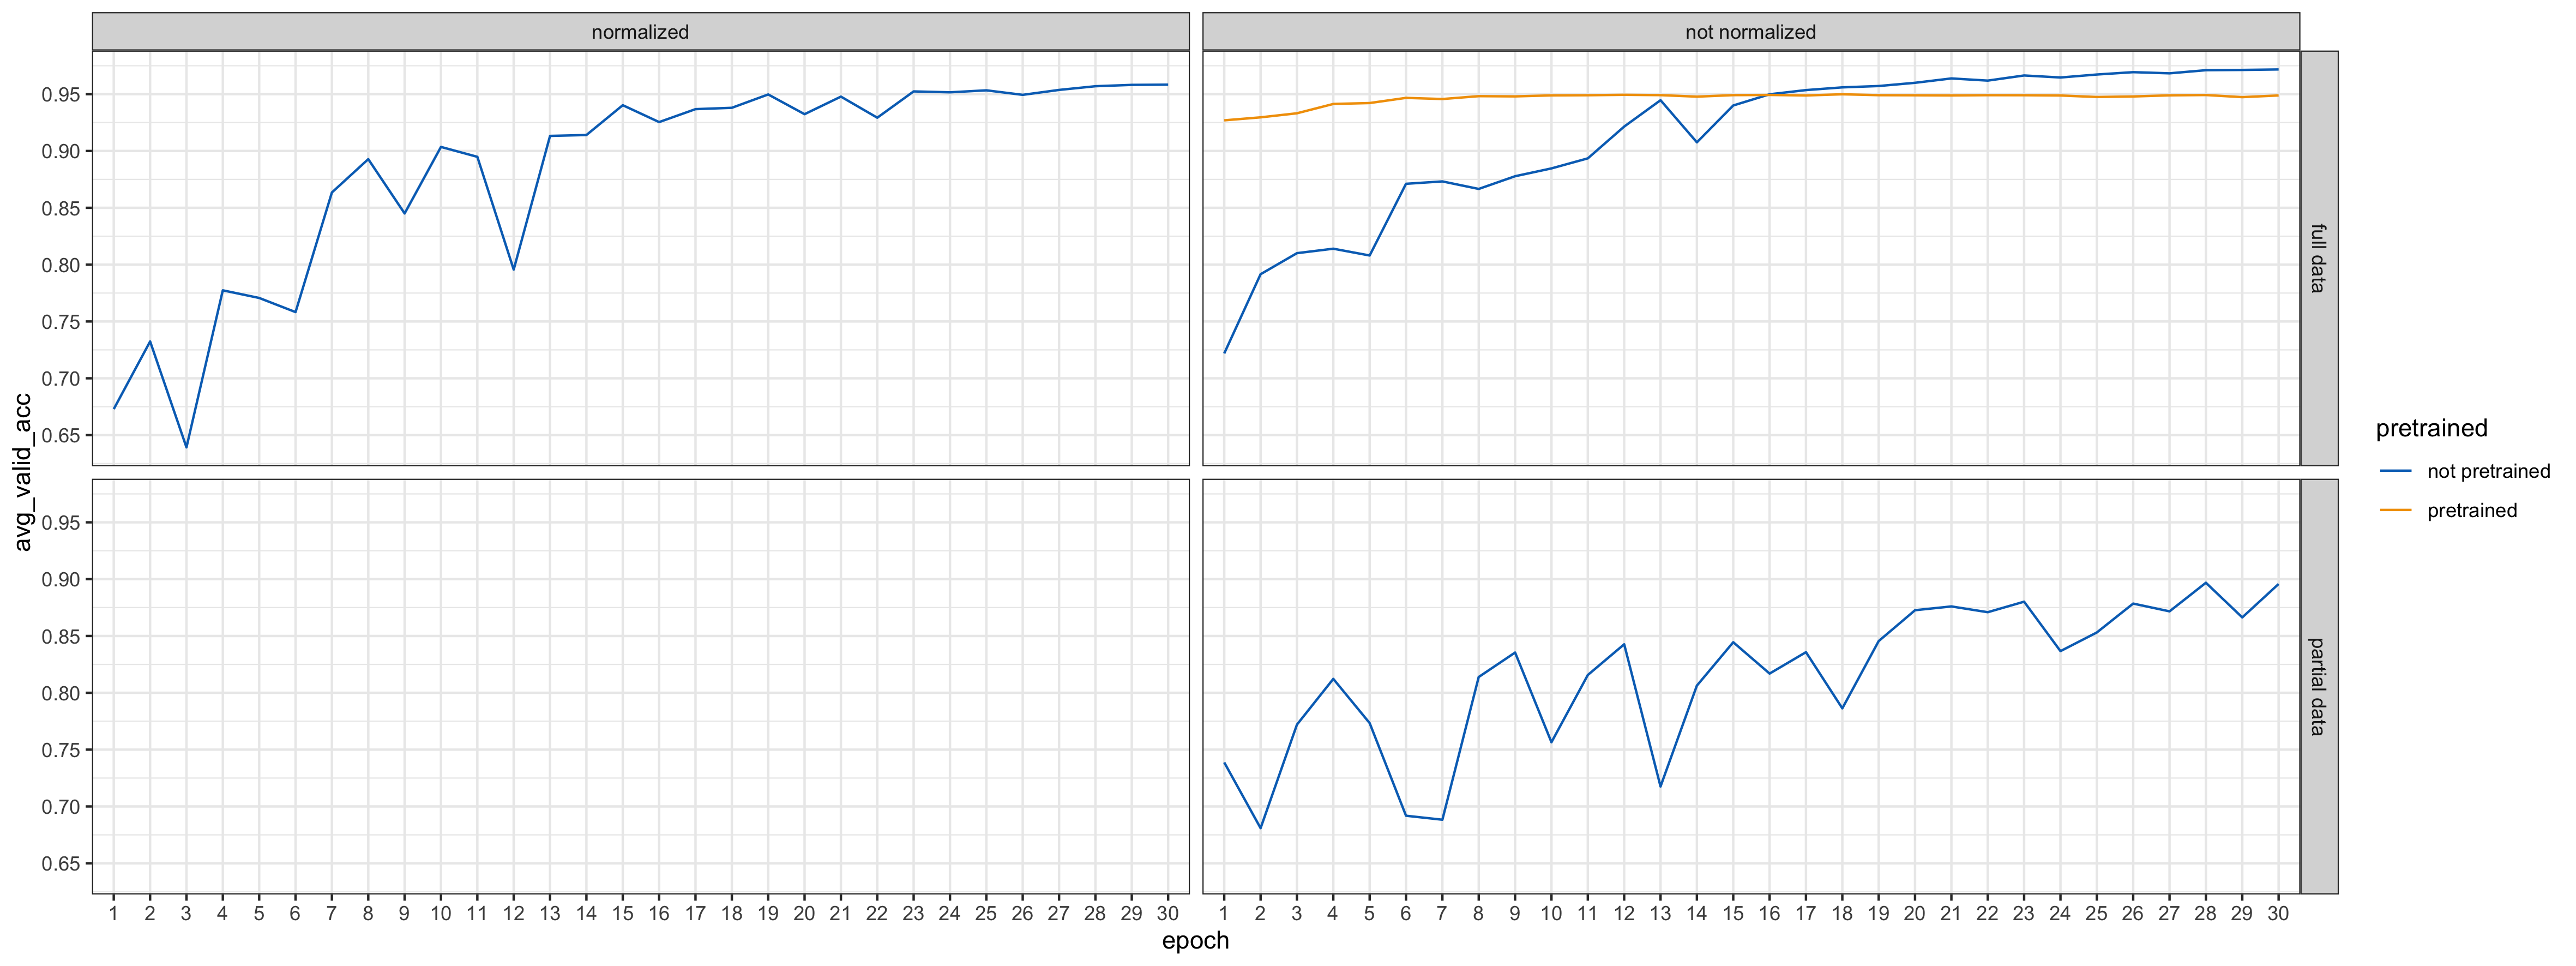 normalized
not normalized
0.95
0.90
0.85
0.80
0.75
0.70
0.65
full data
avg_valid_acc
0.95
0.90
0.85
0.80
0.75
0.70
0.65
partial data
1 2 3 4 5 6 7 8 9 10 11 12 13 14 15 16 17 18 19 20 21 22 23 24 25 26 27 28 29 30
1 2 3 4 5 6 7 8 9 10 11 12 13 14 15 16 17 18 19 20 21 22 23 24 25 26 27 28 29 30
epoch
pretrained
not pretrained
pretrained